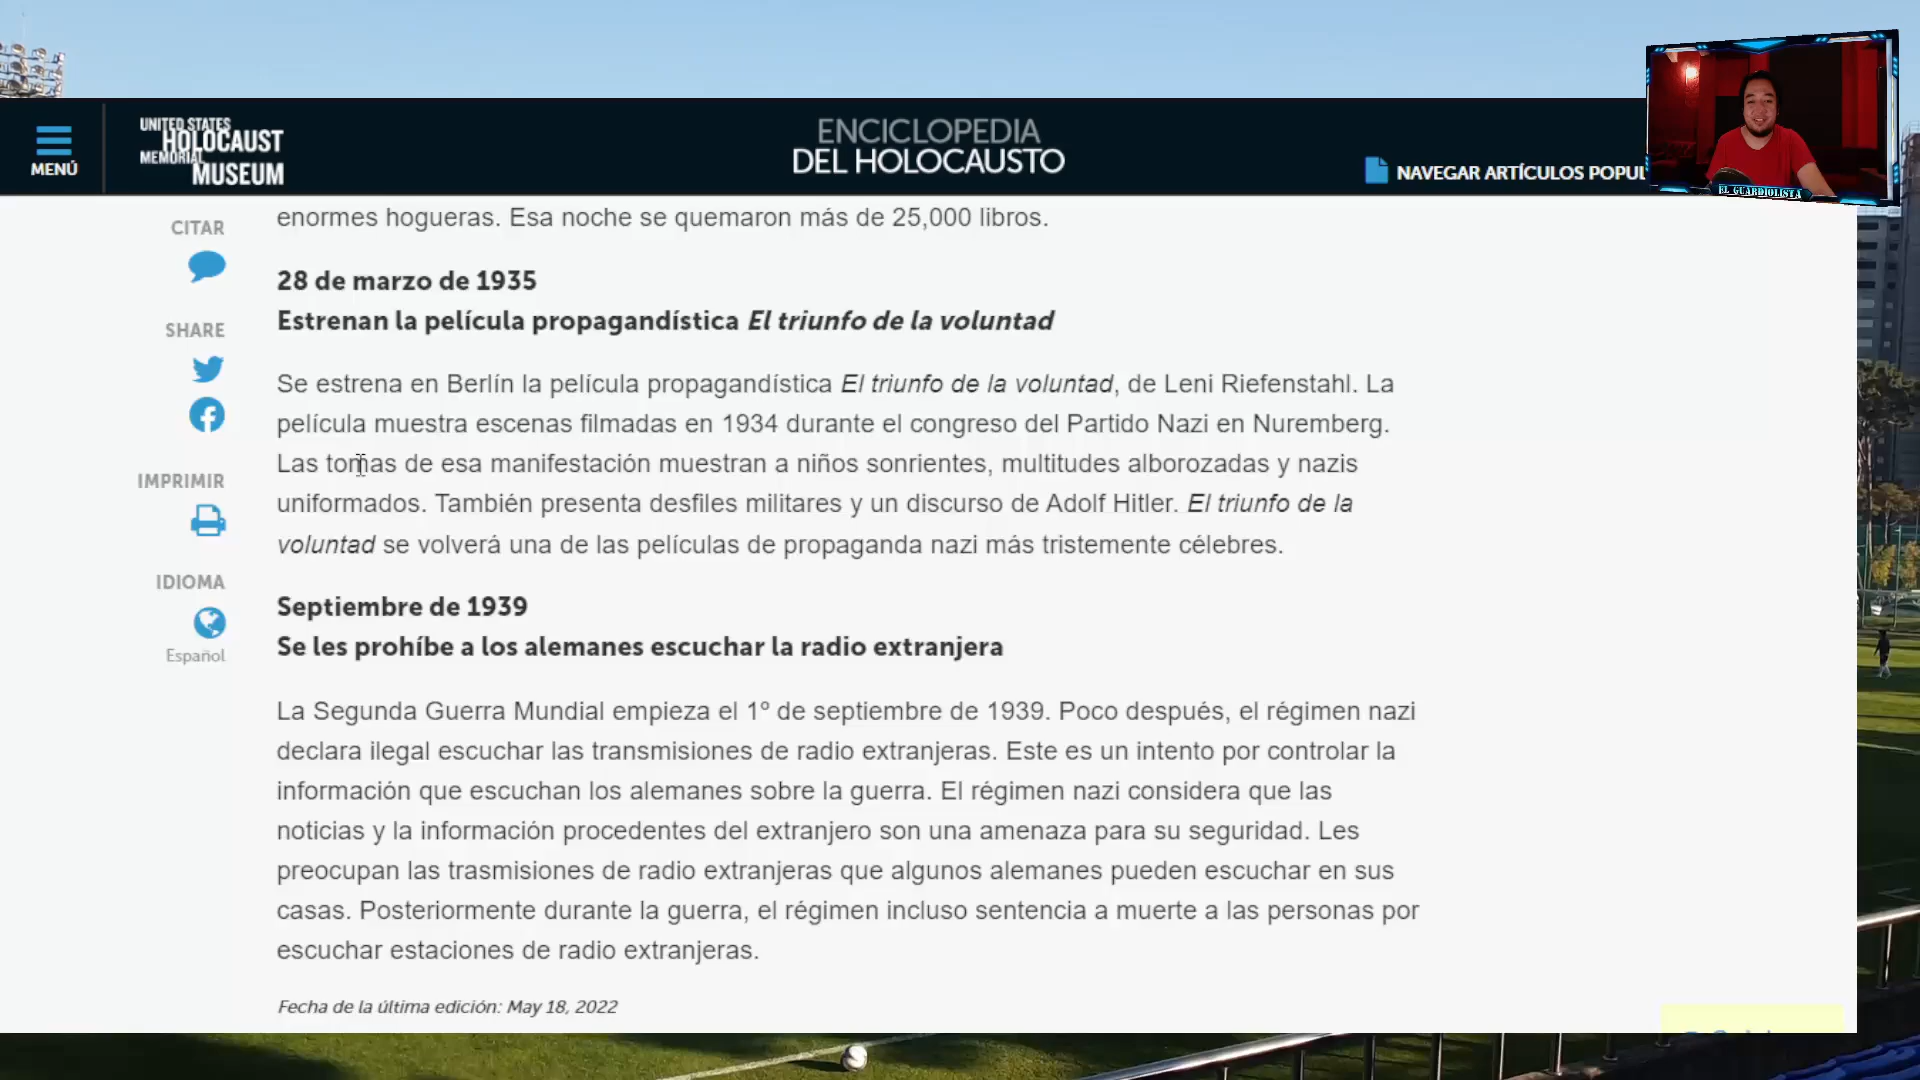 UNITED STATES
HOLOCAUST
MEMORIAL
MUSEUM
MENÚ
ENCICLOPEDIA
DEL HOLOCAUSTO
NAVEGAR ARTÍCULOS POPUL
EL GUARDIOLISTA
CITAR
SHARE
IMPRIMIR
IDIOMA
Español
enormes hogueras. Esa noche se quemaron más de 25,000 libros.
28 de marzo de 1935
Estrenan la película propagandística El triunfo de la voluntad
Se estrena en Berlín la película propagandística El triunfo de la voluntad, de Leni Riefenstahl. La
película muestra escenas filmadas en 1934 durante el congreso del Partido Nazi en Nuremberg.
Las tomas de esa manifestación muestran a niños sonrientes, multitudes alborozadas y nazis
uniformados. También presenta desfiles militares y un discurso de Adolf Hitler. El triunfo de la
voluntad se volverá una de las películas de propaganda nazi más tristemente célebres.
Septiembre de 1939
Se les prohíbe a los alemanes escuchar la radio extranjera
La Segunda Guerra Mundial empieza el 1º de septiembre de 1939. Poco después, el régimen nazi
declara ilegal escuchar las transmisiones de radio extranjeras. Este es un intento por controlar la
información que escuchan los alemanes sobre la guerra. El régimen nazi considera que las
noticias y la información procedentes del extranjero son una amenaza para su seguridad. Les
preocupan las trasmisiones de radio extranjeras que algunos alemanes pueden escuchar en sus
casas. Posteriormente durante la guerra, el régimen incluso sentencia a muerte a las personas por
escuchar estaciones de radio extranjeras.
Fecha de la última edición: May 18, 2022